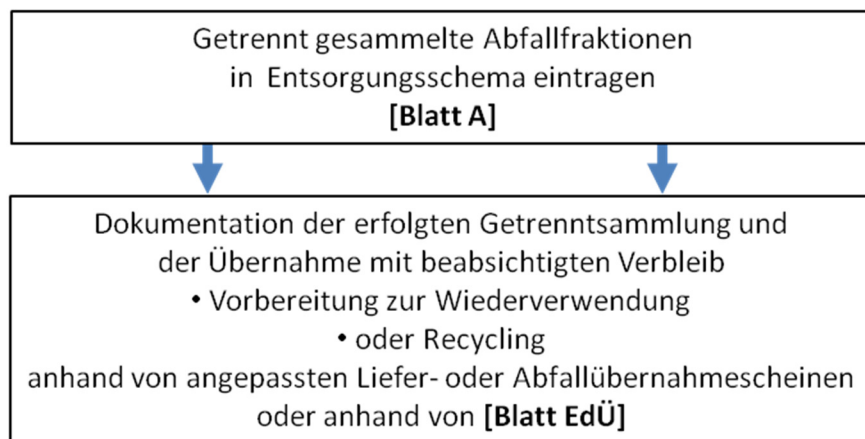 Getrennt gesammelte Abfallfraktionen
in Entsorgungsschema eintragen
[Blatt A]
Dokumentation der erfolgten Getrenntsammlung und
der Übernahme mit beabsichtigten Verbleib
• Vorbereitung zur Wiederverwendung
• oder Recycling
anhand von angepassten Liefer- oder Abfallübernahmescheinen
oder anhand von [Blatt EdÜ]